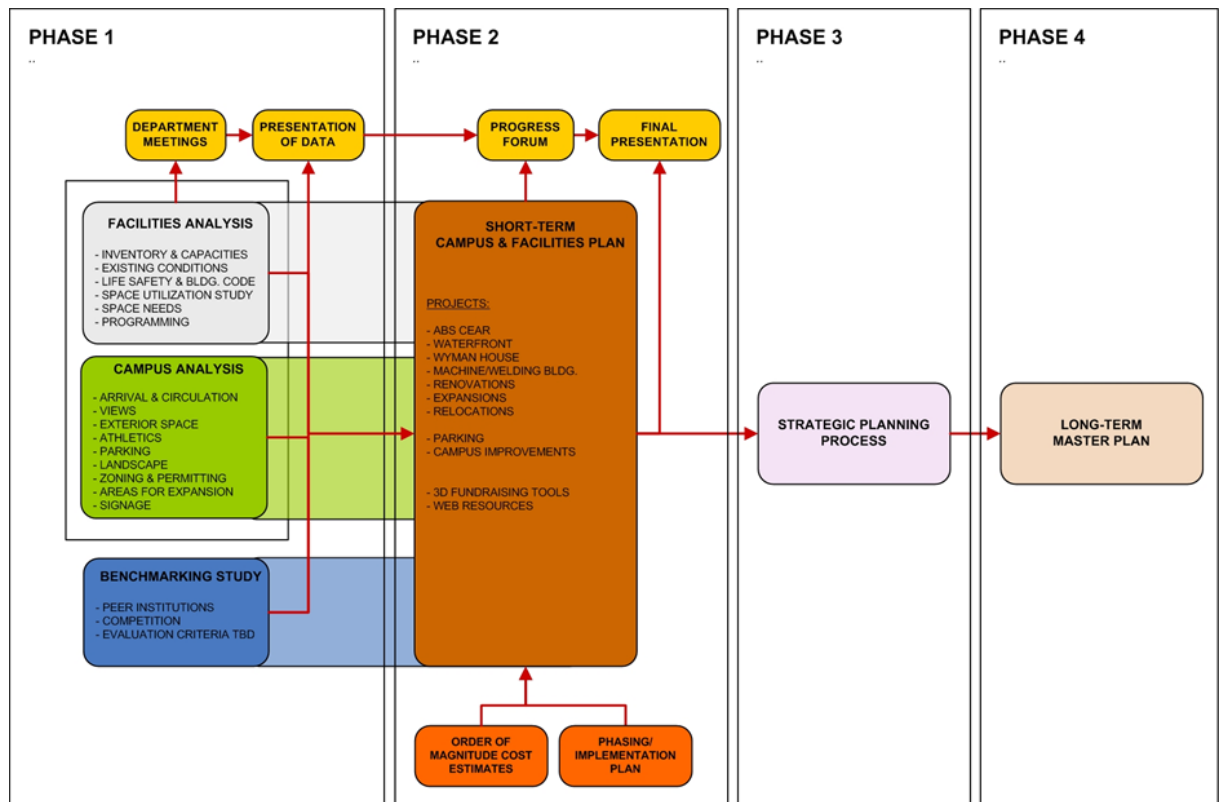 PHASE 1
..
DEPARTMENT
MEETINGS
PRESENTATION
OF DATA
FACILITIES ANALYSIS
- INVENTORY & CAPACITIES
- EXISTING CONDITIONS
- LIFE SAFETY & BLDG. CODE
- SPACE UTILIZATION STUDY
- SPACE NEEDS
- PROGRAMMING
CAMPUS ANALYSIS
- ARRIVAL & CIRCULATION
- VIEWS
- EXTERIOR SPACE
- ATHLETICS
- PARKING
- LANDSCAPE
- ZONING & PERMITTING
- AREAS FOR EXPANSION
- SIGNAGE
BENCHMARKING STUDY
- PEER INSTITUTIONS
- COMPETITION
- EVALUATION CRITERIA TBD
PHASE 2
..
PROGRESS
FORUM
FINAL
PRESENTATION
SHORT-TERM
CAMPUS & FACILITIES PLAN
PROJECTS:
- ABS CEAR
- WATERFRONT
- WYMAN HOUSE
- MACHINE/WELDING BLDG.
- RENOVATIONS
- EXPANSIONS
- RELOCATIONS
- PARKING
- CAMPUS IMPROVEMENTS
- 3D FUNDRAISING TOOLS
- WEB RESOURCES
ORDER OF
MAGNITUDE COST
ESTIMATES
PHASING/
IMPLEMENTATION
PLAN
PHASE 3
..
STRATEGIC PLANNING
PROCESS
PHASE 4
..
LONG-TERM
MASTER PLAN